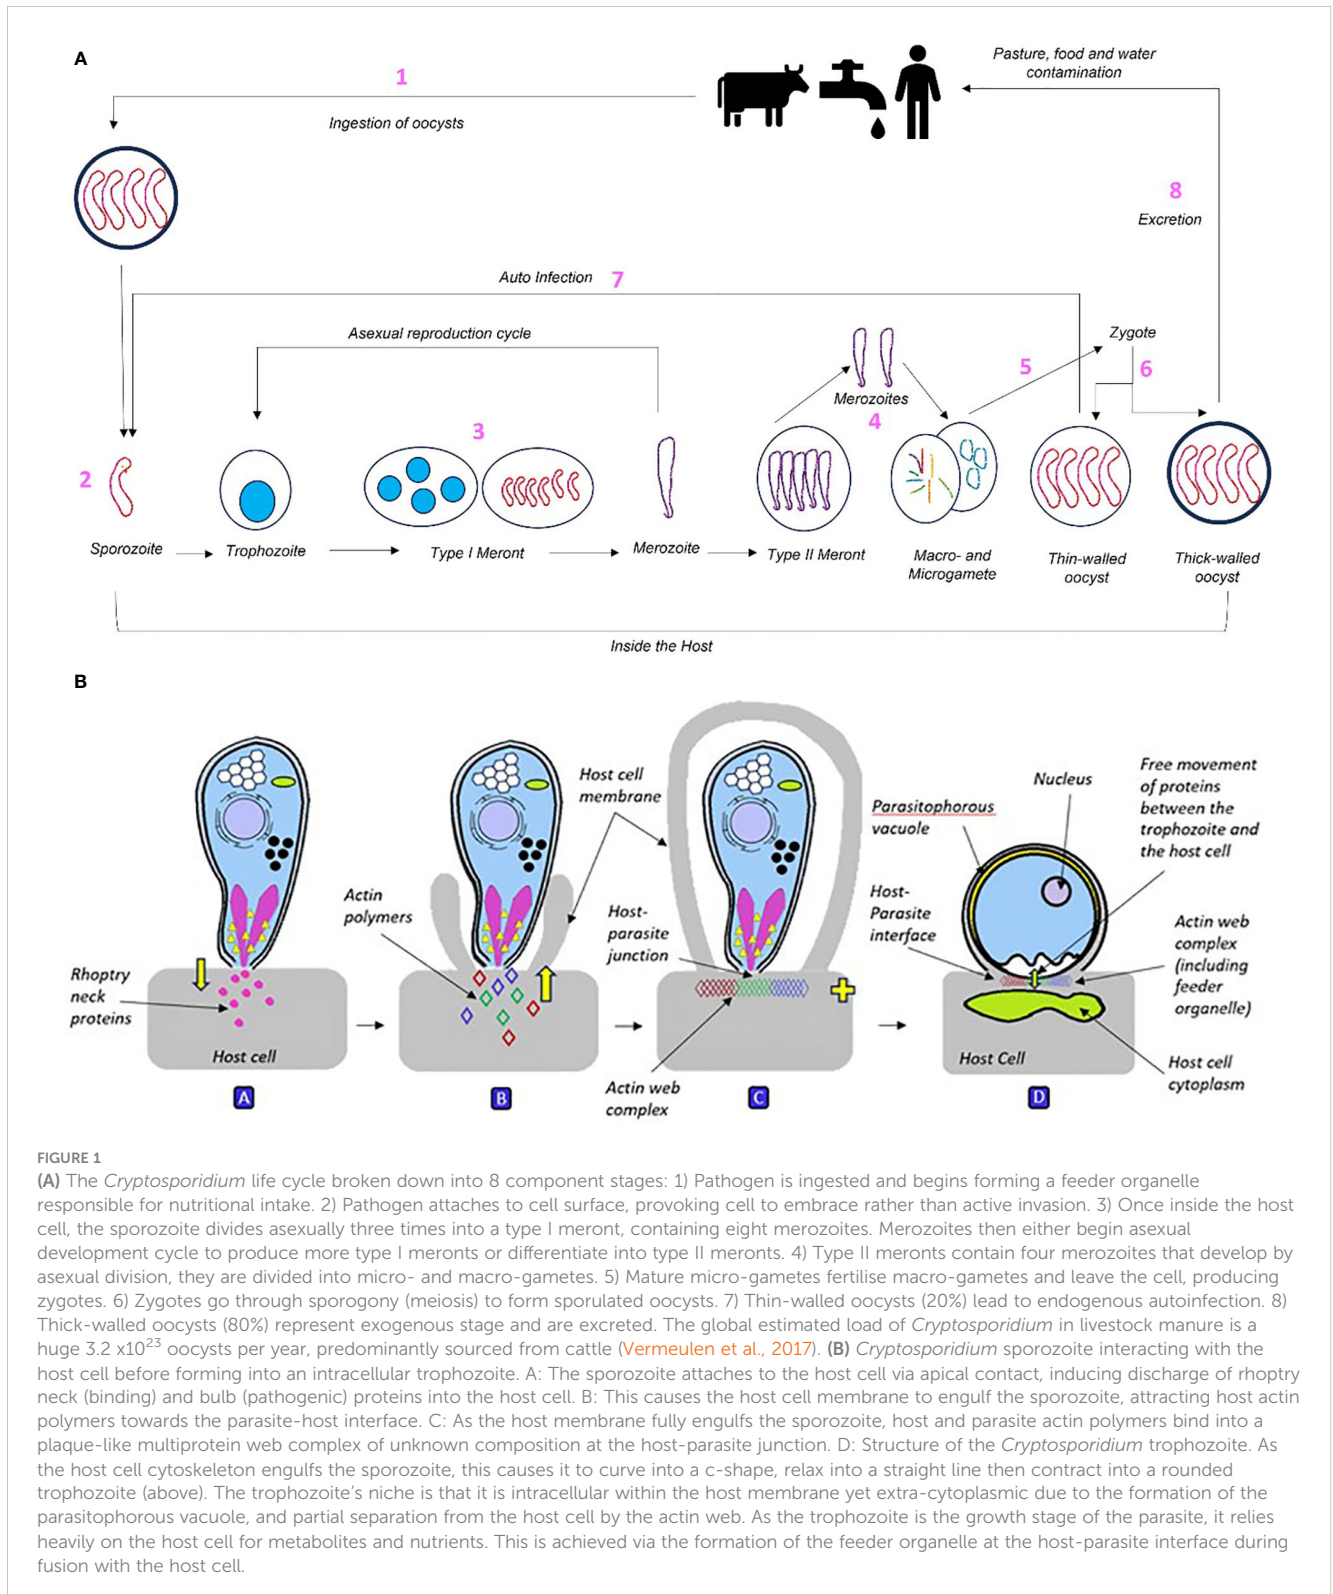 A
1
Ingestion of oocysts
Pasture, food and water
contamination
8
Excretion
Auto Infection 7
Asexual reproduction cycle
Zygote
5
6
Merozoites
4
3
2
Sporozoite
Trophozoite
Type I Meront
Merozoite
Type II Meront
Macro- and
Microgamete
Thin-walled
oocyst
Thick-walled
oocyst
Inside the Host
B
Rhoptry
neck
proteins
Host cell
A
Actin
polymers
Host cell
membrane
B
Host-
parasite
junction
Actin web
complex
C
Parasitophorous
vacuole
Nucleus
Free movement
of proteins
between the
trophozoite and
the host cell
Host-
Parasite
interface
Actin web
complex
(including
feeder
organelle)
Host Cell
Host cell
cytoplasm
D
FIGURE 1
(A) The Cryptosporidium life cycle broken down into 8 component stages: 1) Pathogen is ingested and begins forming a feeder organelle
responsible for nutritional intake. 2) Pathogen attaches to cell surface, provoking cell to embrace rather than active invasion. 3) Once inside the host
cell, the sporozoite divides asexually three times into a type I meront, containing eight merozoites. Merozoites then either begin asexual
development cycle to produce more type I meronts or differentiate into type II meronts. 4) Type II meronts contain four merozoites that develop by
asexual division, they are divided into micro- and macro-gametes. 5) Mature micro-gametes fertilise macro-gametes and leave the cell, producing
zygotes. 6) Zygotes go through sporogony (meiosis) to form sporulated oocysts. 7) Thin-walled oocysts (20%) lead to endogenous autoinfection. 8)
Thick-walled oocysts (80%) represent exogenous stage and are excreted. The global estimated load of Cryptosporidium in livestock manure is a
huge 3.2 x10²³ oocysts per year, predominantly sourced from cattle (Vermeulen et al., 2017). (B) Cryptosporidium sporozoite interacting with the
host cell before forming into an intracellular trophozoite. A: The sporozoite attaches to the host cell via apical contact, inducing discharge of rhoptry
neck (binding) and bulb (pathogenic) proteins into the host cell. B: This causes the host cell membrane to engulf the sporozoite, attracting host actin
polymers towards the parasite-host interface. C: As the host membrane fully engulfs the sporozoite, host and parasite actin polymers bind into a
plaque-like multiprotein web complex of unknown composition at the host-parasite junction. D: Structure of the Cryptosporidium trophozoite. As
the host cell cytoskeleton engulfs the sporozoite, this causes it to curve into a c-shape, relax into a straight line then contract into a rounded
trophozoite (above). The trophozoite's niche is that it is intracellular within the host membrane yet extra-cytoplasmic due to the formation of the
parasitophorous vacuole, and partial separation from the host cell by the actin web. As the trophozoite is the growth stage of the parasite, it relies
heavily on the host cell for metabolites and nutrients. This is achieved via the formation of the feeder organelle at the host-parasite interface during
fusion with the host cell.